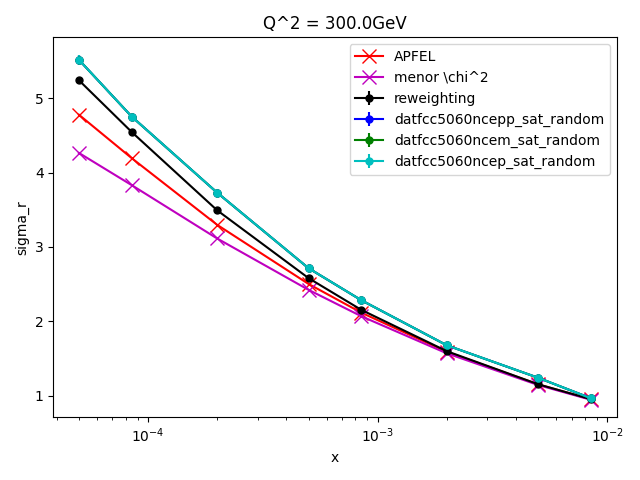 Q^2 = 300.0GeV
APFEL
menor \chi^2
reweighting
datfcc5060ncepp_sat_random
datfcc5060ncem_sat_random
datfcc5060ncep_sat_random
sigma_r
5
4
3
2
1
10⁻⁴
10⁻³
10⁻²
x